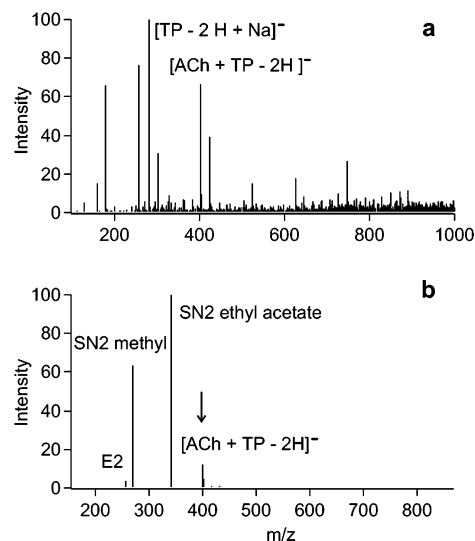 a
[TP - 2 H + Na]⁻
[ACh + TP - 2H ]⁻
Intensity
100
80
60
40
20
0
200
400
600
800
1000
b
100
80
60
40
20
0
Intensity
SN2 ethyl acetate
SN2 methyl
[ACh + TP - 2H]⁻
E2
200
300
400
500
600
700
800
m/z